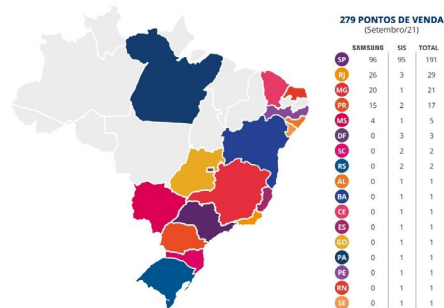 279 PONTOS DE VENDA
(Setembro/21)
SAMSUNG SIS TOTAL
SP 96 95 191
RJ 26 3 29
MG 20 1 21
PR 15 2 17
MS 4 1 5
DF 0 3 3
SC 0 2 2
RS 0 2 2
AL 0 1 1
BA 0 1 1
CE 0 1 1
ES 0 1 1
GO 0 1 1
PA 0 1 1
PE 0 1 1
RN 0 1 1
SE 0 1 1